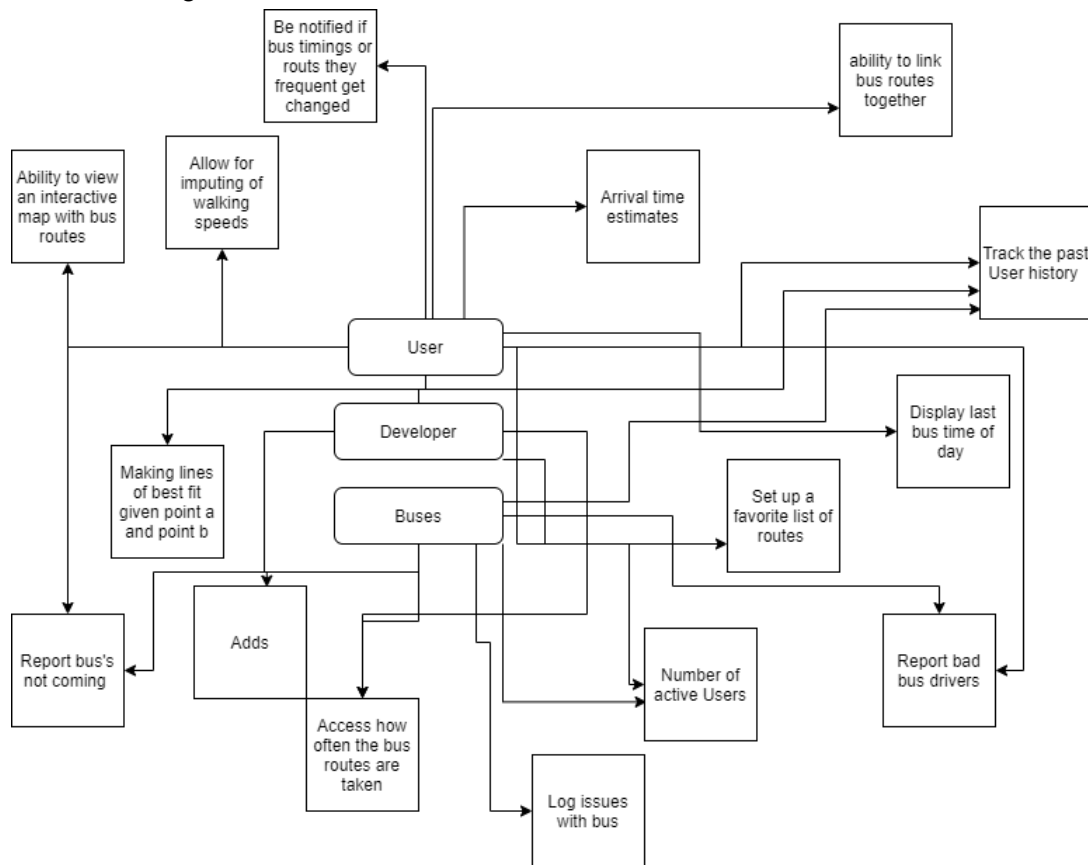 Be notified if
bus timings or
routs they
frequent get
changed
ability to link
bus routes
together
Ability to view
an interactive
map with bus
routes
Allow for
imputing of
walking
speeds
Arrival time
estimates
Track the past
User history
User
Developer
Display last
bus time of
day
Making lines
of best fit
given point a
and point b
Buses
Set up a
favorite list of
routes
Report bus's
not coming
Adds
Number of
active Users
Report bad
bus drivers
Access how
often the bus
routes are
taken
Log issues
with bus